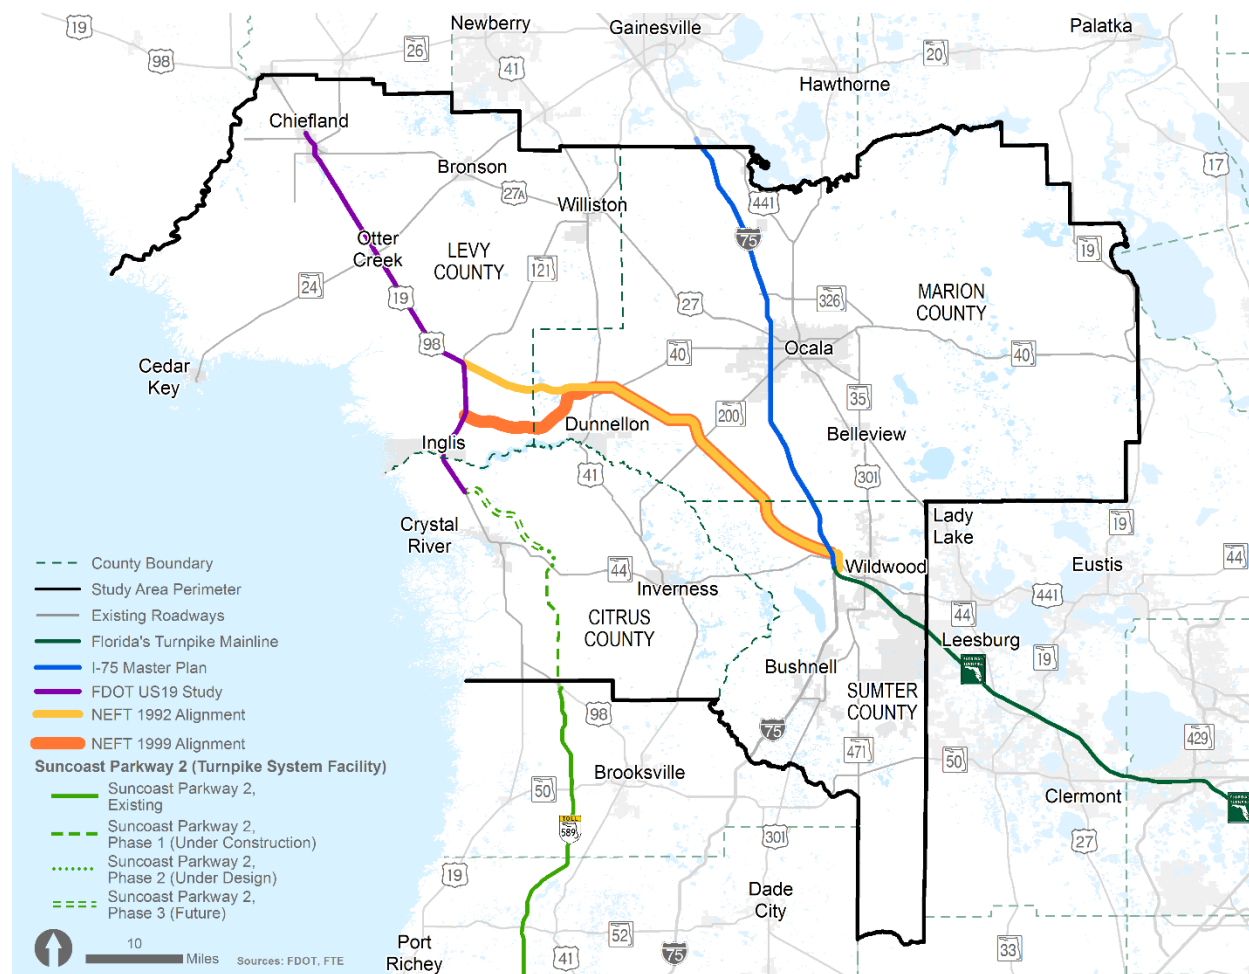 Newberry
Gainesville
Palatka
19
98
26
41
20
Hawthorne
Chiefland
17
Bronson
27A
Williston
441
75
19
Otter
Creek
LEVY
COUNTY
121
24
19
27
326
MARION
COUNTY
98
Cedar
Key
40
Ocala
40
200
35
Inglis
Dunnellon
Belleview
41
301
Crystal
River
Lady
Lake
19
44
44
Inverness
Wildwood
Eustis
441
44
CITRUS
COUNTY
Leesburg
19
Bushnell
SUMTER
COUNTY
98
75
471
50
429
Brooksville
50
Clermont
TOLL
589
301
27
19
Dade
City
52
Port
Richey
41
75
33
County Boundary
Study Area Perimeter
Existing Roadways
Florida's Turnpike Mainline
I-75 Master Plan
FDOT US19 Study
NEFT 1992 Alignment
NEFT 1999 Alignment
Suncoast Parkway 2 (Turnpike System Facility)
Suncoast Parkway 2,
Existing
Suncoast Parkway 2,
Phase 1 (Under Construction)
Suncoast Parkway 2,
Phase 2 (Under Design)
Suncoast Parkway 2,
Phase 3 (Future)
10
Miles
Sources: FDOT, FTE